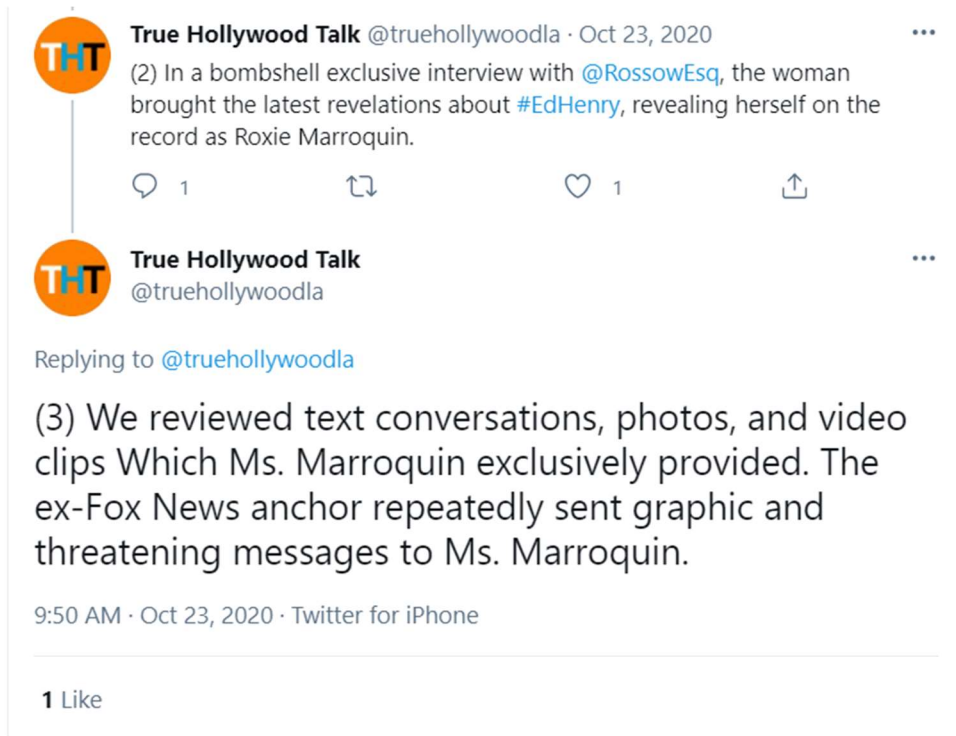 THT
True Hollywood Talk @truehollywoodla · Oct 23, 2020
(2) In a bombshell exclusive interview with @RossowEsq, the woman
brought the latest revelations about #EdHenry, revealing herself on the
record as Roxie Marroquin.
1 1
THT
True Hollywood Talk
@truehollywoodla
Replying to @truehollywoodla
(3) We reviewed text conversations, photos, and video
clips Which Ms. Marroquin exclusively provided. The
ex-Fox News anchor repeatedly sent graphic and
threatening messages to Ms. Marroquin.
9:50 AM · Oct 23, 2020 · Twitter for iPhone
1 Like